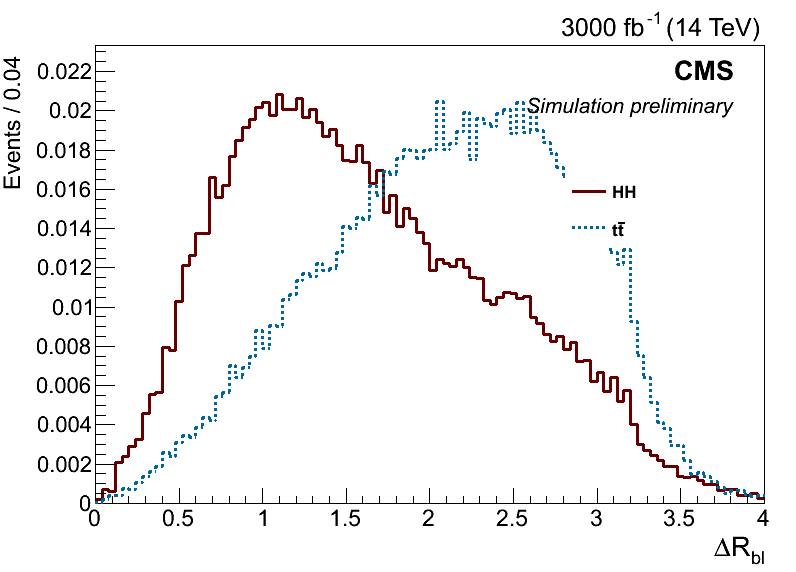 3000 fb⁻¹ (14 TeV)
CMS
Simulation preliminary
Events / 0.04
0.022
0.02
0.018
0.016
0.014
0.012
0.01
0.008
0.006
0.004
0.002
0
HH
tt̄
0 0.5 1 1.5 2 2.5 3 3.5 4
ΔR_bl